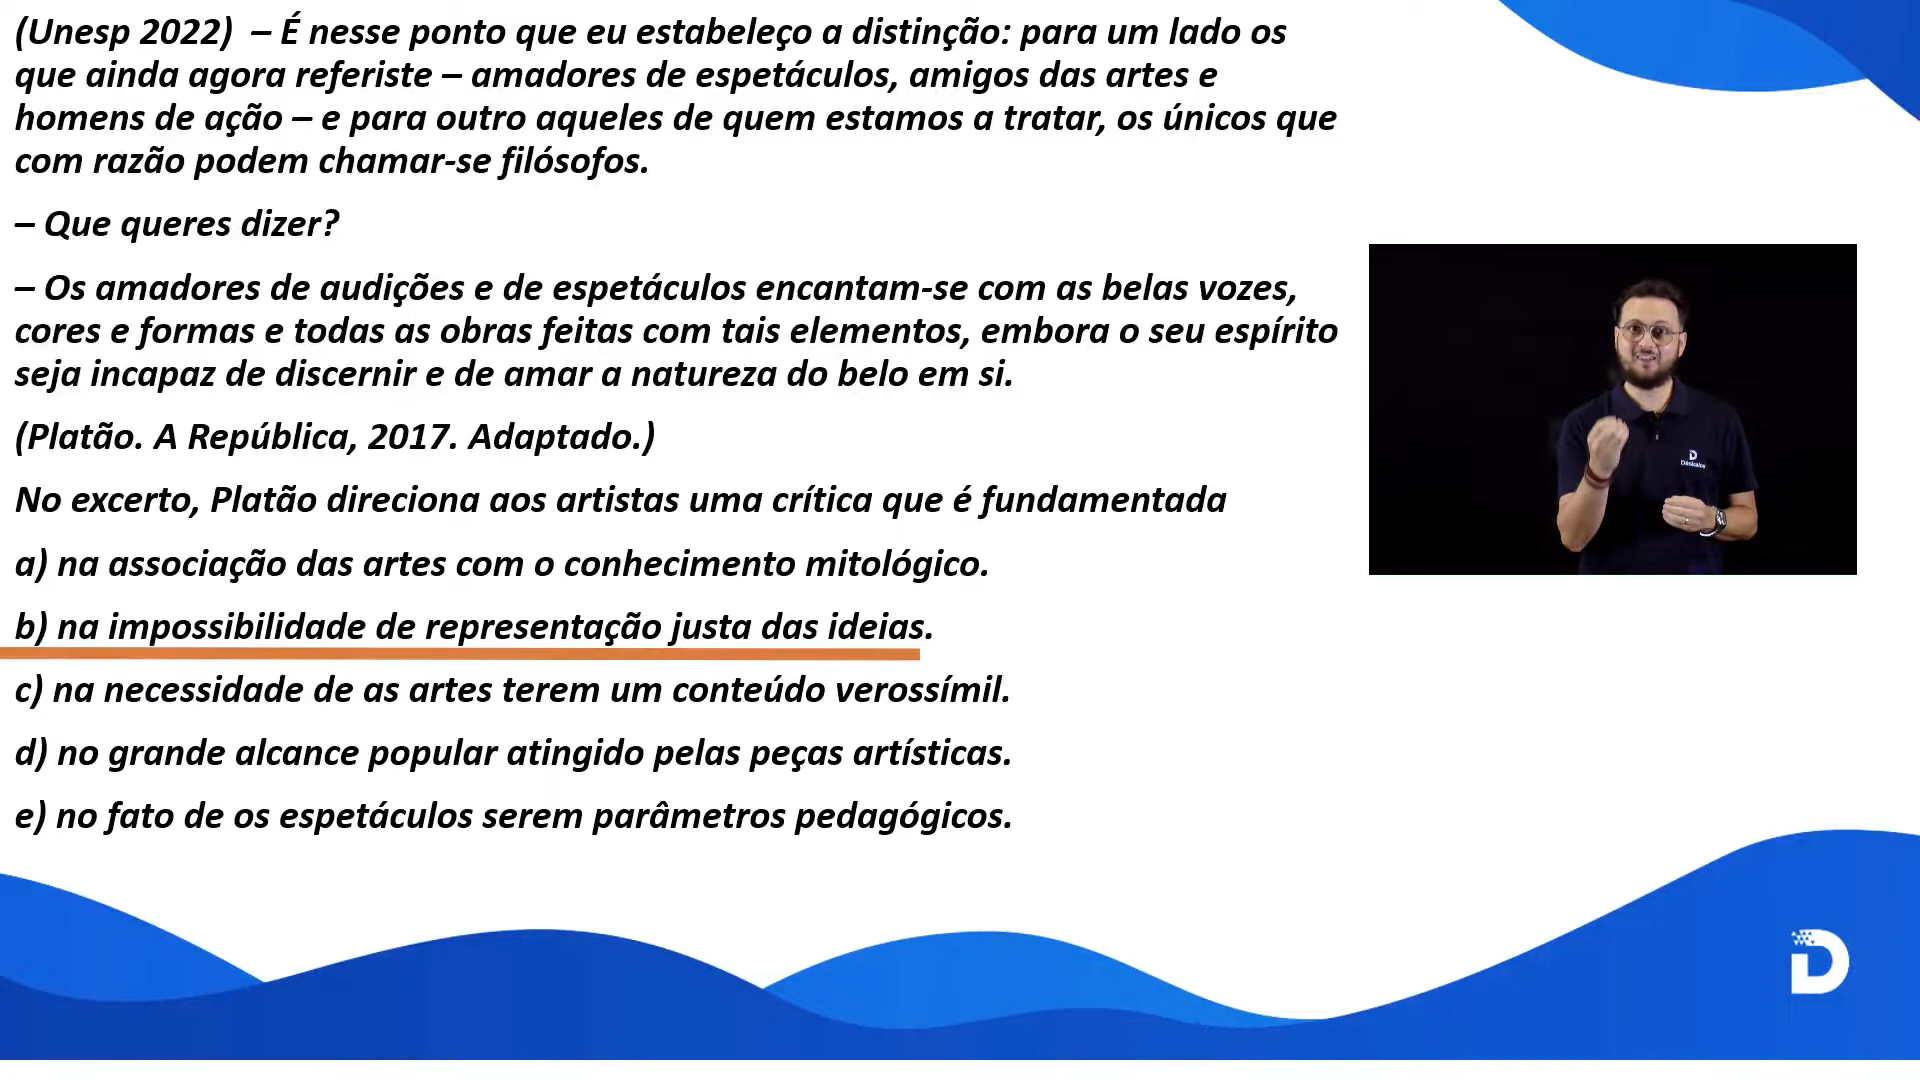 (Unesp 2022) – É nesse ponto que eu estabeleço a distinção: para um lado os
que ainda agora referiste – amadores de espetáculos, amigos das artes e
homens de ação – e para outro aqueles de quem estamos a tratar, os únicos que
com razão podem chamar-se filósofos.
– Que queres dizer?
– Os amadores de audições e de espetáculos encantam-se com as belas vozes,
cores e formas e todas as obras feitas com tais elementos, embora o seu espírito
seja incapaz de discernir e de amar a natureza do belo em si.
(Platão. A República, 2017. Adaptado.)
No excerto, Platão direciona aos artistas uma crítica que é fundamentada
a) na associação das artes com o conhecimento mitológico.
b) na impossibilidade de representação justa das ideias.
c) na necessidade de as artes terem um conteúdo verossímil.
d) no grande alcance popular atingido pelas peças artísticas.
e) no fato de os espetáculos serem parâmetros pedagógicos.